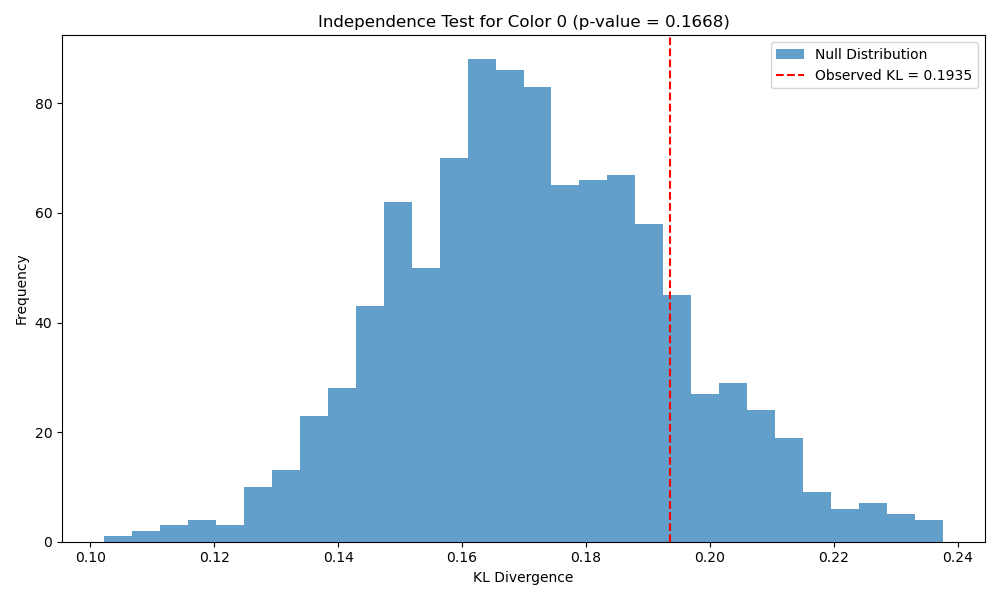 Independence Test for Color 0 (p-value = 0.1668)
Null Distribution
Observed KL = 0.1935
Frequency
80
60
40
20
0
0.10 0.12 0.14 0.16 0.18 0.20 0.22 0.24
KL Divergence